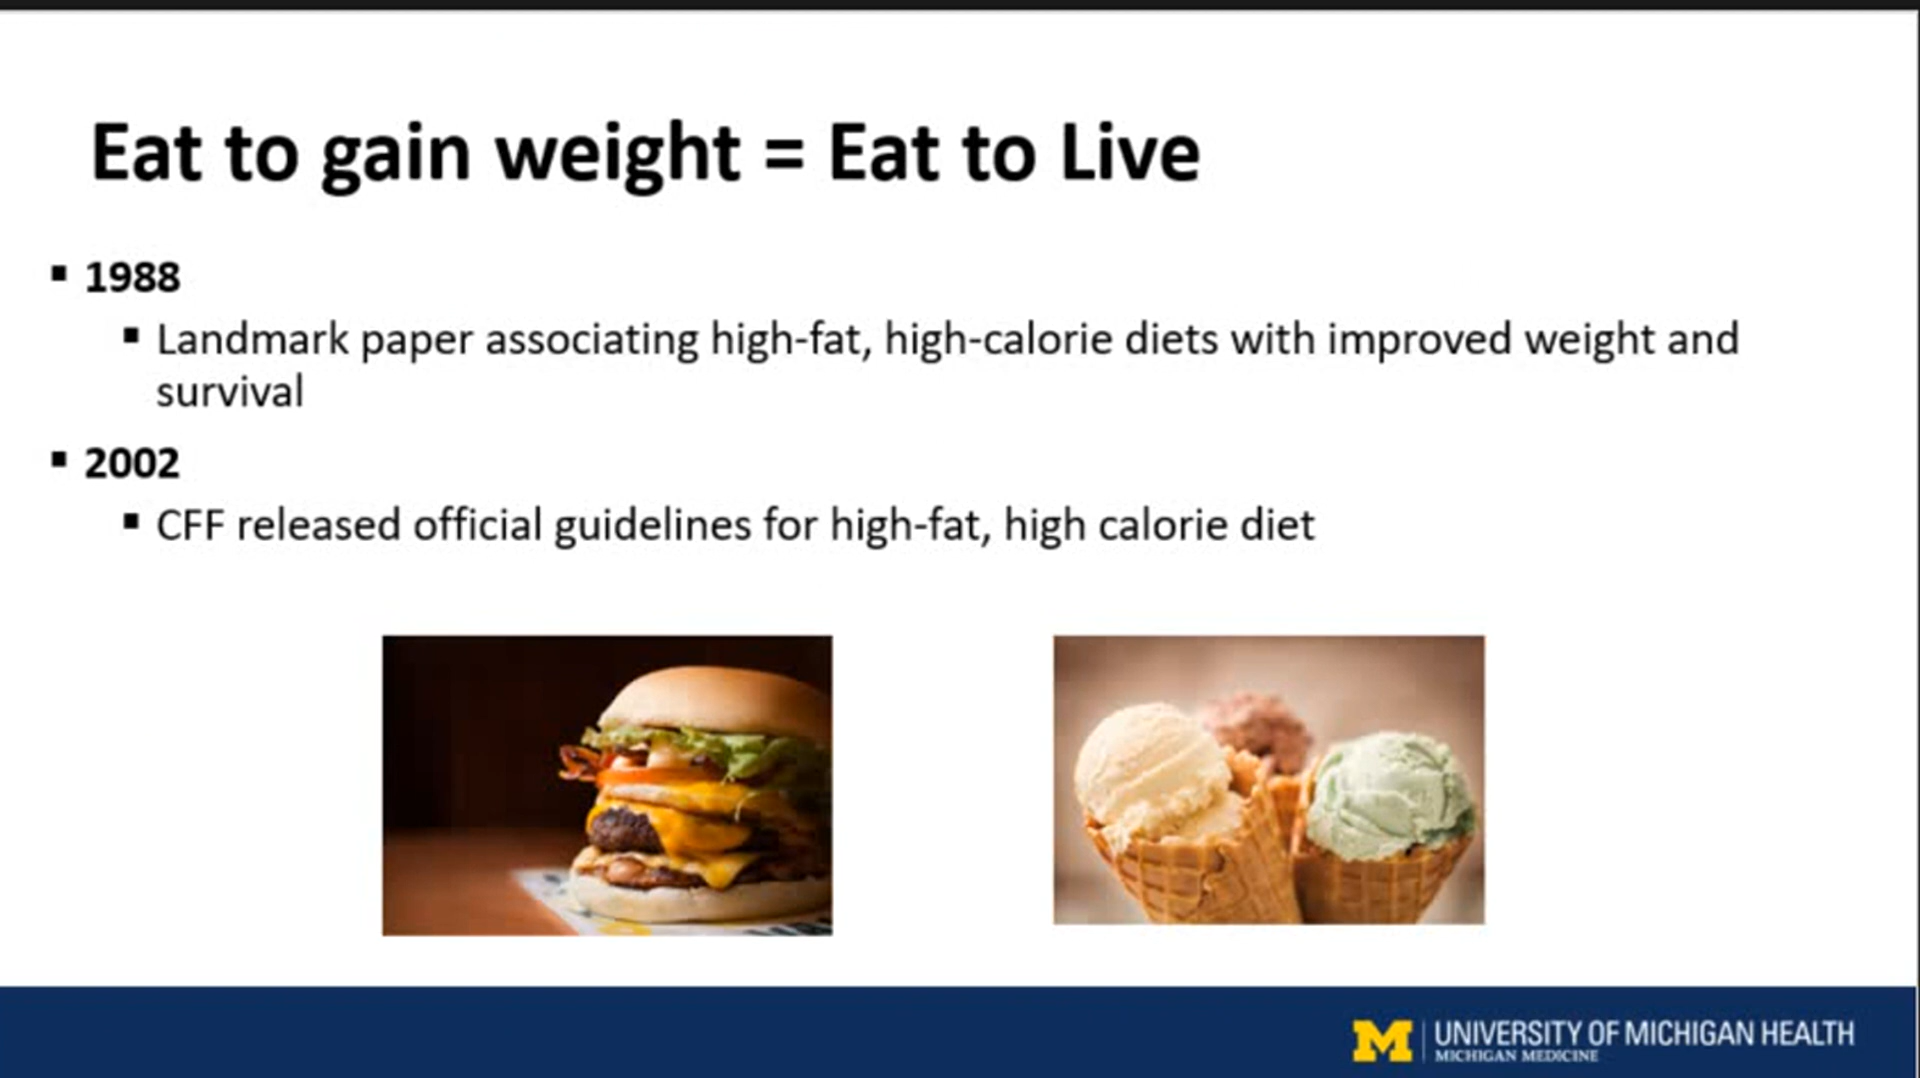 Eat to gain weight = Eat to Live
1988
Landmark paper associating high-fat, high-calorie diets with improved weight and
survival
2002
CFF released official guidelines for high-fat, high calorie diet
M UNIVERSITY OF MICHIGAN HEALTH
MICHIGAN MEDICINE